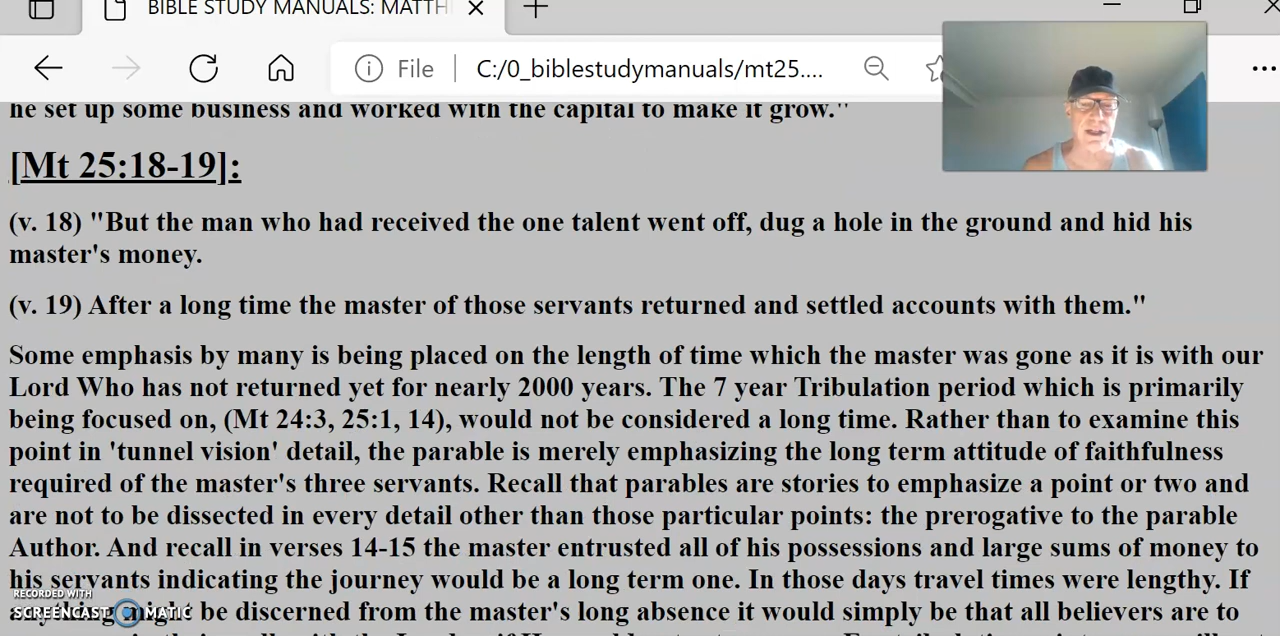 BIBLE STUDY MANUALS: MATTH
File
C:/0_biblestudymanuals/mt25....
he set up some business and worked with the capital to make it grow."
[Mt 25:18-19]:
(v. 18) "But the man who had received the one talent went off, dug a hole in the ground and hid his
master's money.
(v. 19) After a long time the master of those servants returned and settled accounts with them."
Some emphasis by many is being placed on the length of time which the master was gone as it is with our
Lord Who has not returned yet for nearly 2000 years. The 7 year Tribulation period which is primarily
being focused on, (Mt 24:3, 25:1, 14), would not be considered a long time. Rather than to examine this
point in 'tunnel vision' detail, the parable is merely emphasizing the long term attitude of faithfulness
required of the master's three servants. Recall that parables are stories to emphasize a point or two and
are not to be dissected in every detail other than those particular points: the prerogative to the parable
Author. And recall in verses 14-15 the master entrusted all of his possessions and large sums of money to
his servants indicating the journey would be a long term one. In those days travel times were lengthy. If
be discerned from the master's long absence it would simply be that all believers are to
RECORDED WITH
SCREENCAST MATIC